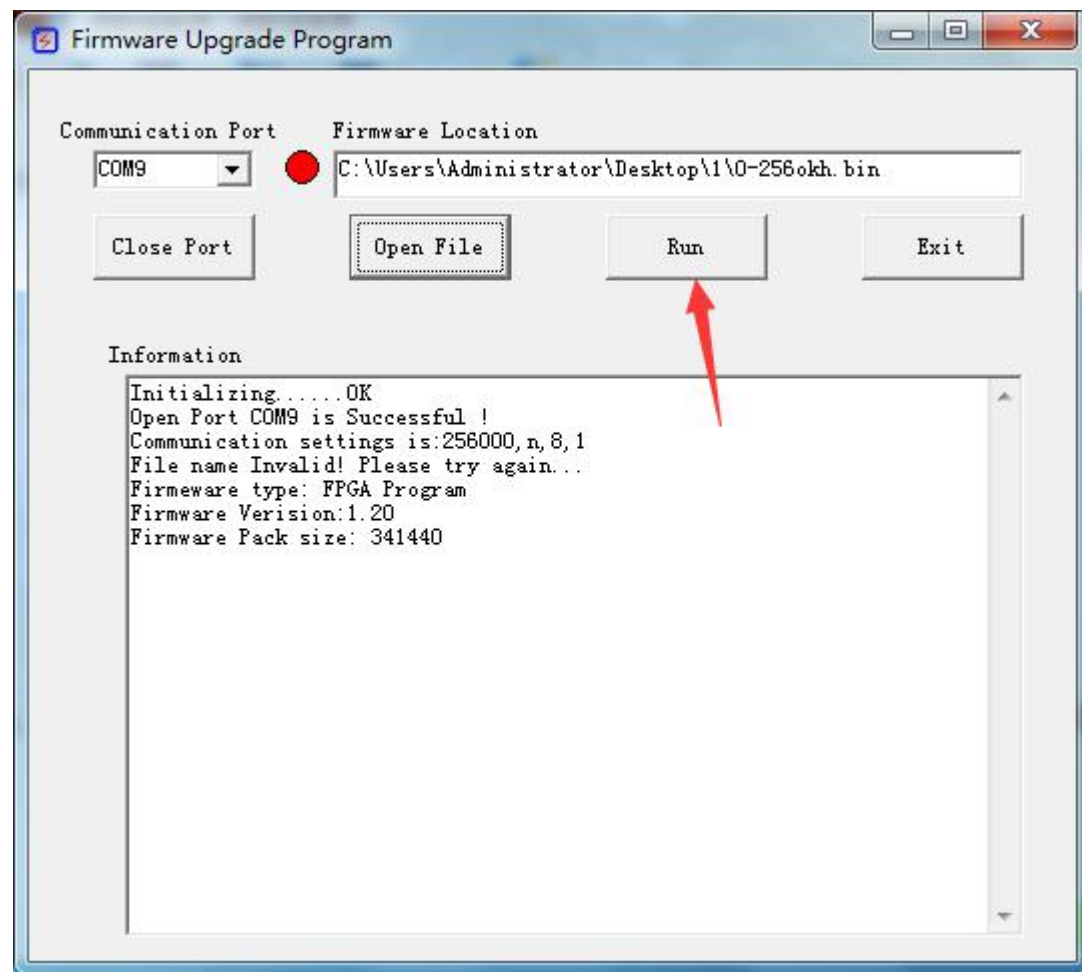 Firmware Upgrade Program
Communication Port Firmware Location
COM9 C:\Users\Administrator\Desktop\1\0-256okh.bin
Close Port Open File Run Exit
Information
Initializing......OK
Open Port COM9 is Successful !
Communication settings is:256000,n,8,1
File name Invalid! Please try again...
Firmeware type: FPGA Program
Firmware Verision:1.20
Firmware Pack size: 341440